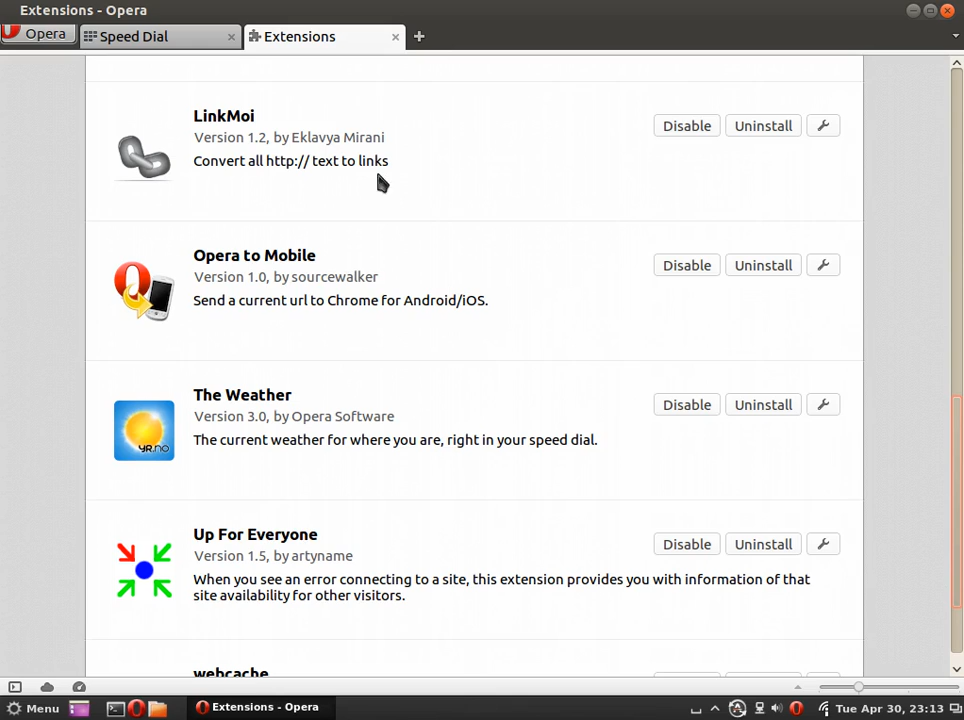 Extensions - Opera
Opera
Speed Dial
Extensions
LinkMoi
Version 1.2, by Eklavya Mirani
Convert all http:// text to links
Disable
Uninstall
Opera to Mobile
Version 1.0, by sourcewalker
Send a current url to Chrome for Android/iOS.
Disable
Uninstall
The Weather
Version 3.0, by Opera Software
The current weather for where you are, right in your speed dial.
Disable
Uninstall
YR.NO
Up For Everyone
Version 1.5, by artyname
When you see an error connecting to a site, this extension provides you with information of that
site availability for other visitors.
Disable
Uninstall
webcache
Menu
Extensions - Opera
Tue Apr 30, 23:13